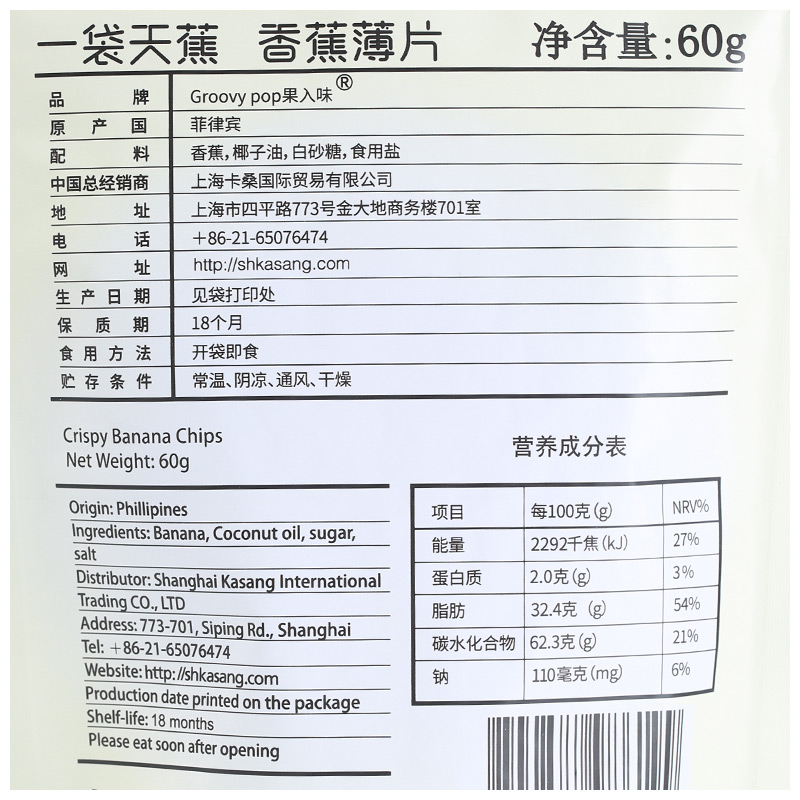 一袋天蕉 香蕉薄片 净含量:60g
品牌 Groovy pop果入味®
原产国 菲律宾
配料 香蕉,椰子油,白砂糖,食用盐
中国总经销商 上海卡桑国际贸易有限公司
地址 上海市四平路773号金大地商务楼701室
电话 +86-21-65076474
网址 http://shkasang.com
生产日期 见袋打印处
保质期 18个月
食用方法 开袋即食
贮存条件 常温、阴凉、通风、干燥
Crispy Banana Chips
Net Weight: 60g
Origin: Phillipines
Ingredients: Banana, Coconut oil, sugar,
salt
Distributor: Shanghai Kasang International
Trading CO., LTD
Address: 773-701, Siping Rd., Shanghai
Tel: +86-21-65076474
Website: http://shkasang.com
Production date printed on the package
Shelf-life: 18 months
Please eat soon after opening
营养成分表
项目 每100克(g) NRV%
能量 2292千焦(kJ) 27%
蛋白质 2.0克(g) 3%
脂肪 32.4克 (g) 54%
碳水化合物 62.3克(g) 21%
钠 110毫克(mg) 6%